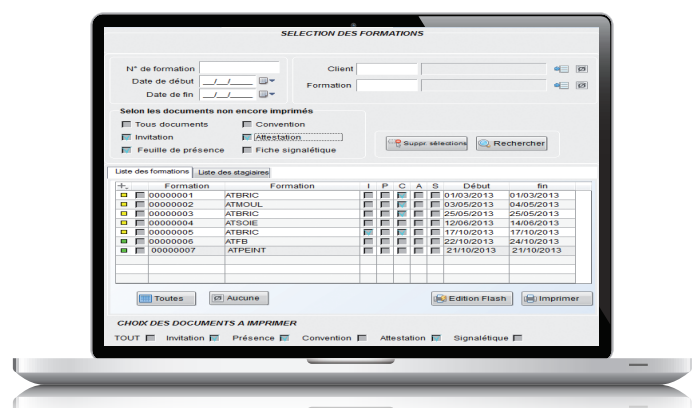 SELECTION DES FORMATIONS
N° de formation
Client
Date de début __/__/____
Formation
Date de fin __/__/____
Selon les documents non encore imprimés
Tous documents Convention
Invitation Attestation
Feuille de présence Fiche signalétique
Suppr sélections Rechercher
Liste des formations Liste des stagiaires
Formation Formation I P C A S Début fin
00000001 ATBRIC 01/03/2013 01/03/2013
00000002 ATMOUL 03/05/2013 04/05/2013
00000003 ATBRIC 25/05/2013 25/05/2013
00000004 ATSOIE 12/06/2013 14/06/2013
00000005 ATBRIC 17/10/2013 17/10/2013
00000006 ATFB 22/10/2013 24/10/2013
00000007 ATPEINT 21/10/2013 21/10/2013
Toutes Aucune Edition Flash Imprimer
CHOIX DES DOCUMENTS A IMPRIMER
TOUT Invitation Présence Convention Attestation Signalétique